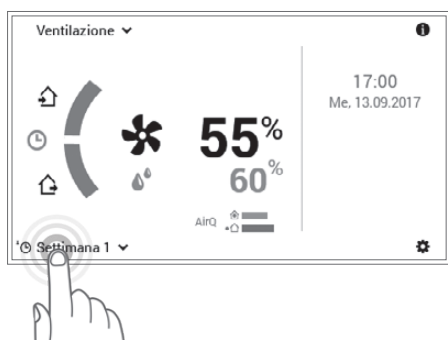 Ventilazione
17:00
Me, 13.09.2017
55%
60%
AirQ
Settimana 1